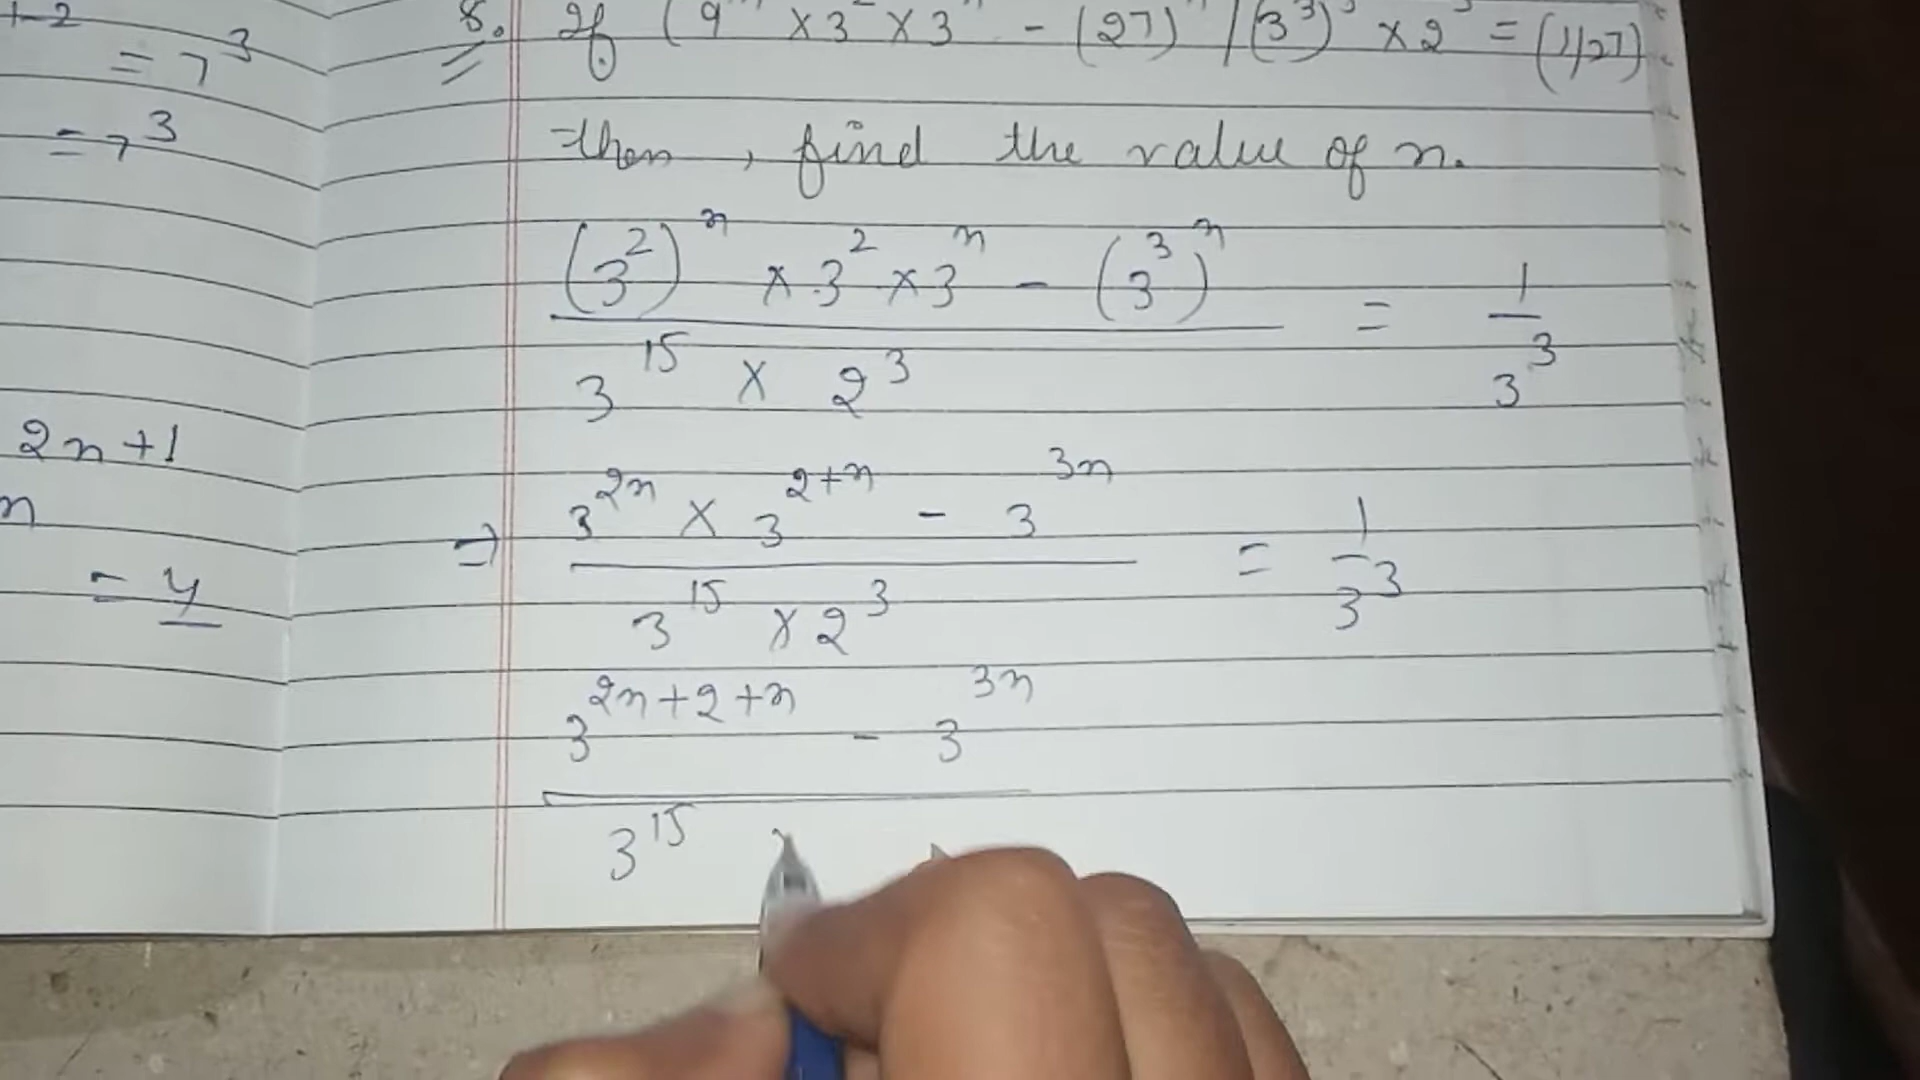 +2
= 7^3
= 7^3
2n+1
n
= 4
8. If (9^n × 3^2 × 3^n - (27)^n / (3^3)^5 × 2^3 = (1/27)
then, find the value of n.
(3^2)^n × 3^2 × 3^n - (3^3)^n / 3^15 × 2^3 = 1/3^3
⇒ 3^2n × 3^2+n - 3^3n / 3^15 × 2^3 = 1/3^3
3^2n+2+n - 3^3n
3^15